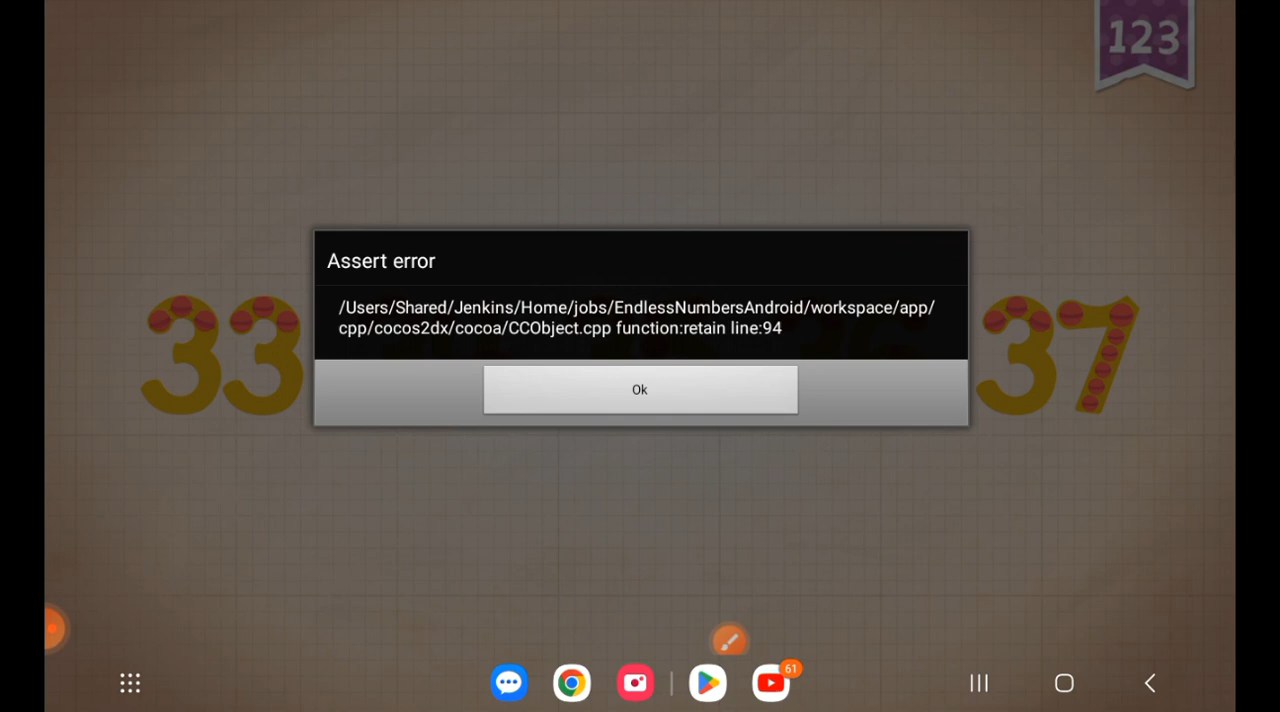 123
Assert error
/Users/Shared/Jenkins/Home/jobs/EndlessNumbersAndroid/workspace/app/
cpp/cocos2dx/cocoa/CCObject.cpp function:retain line:94
33
37
Ok
61